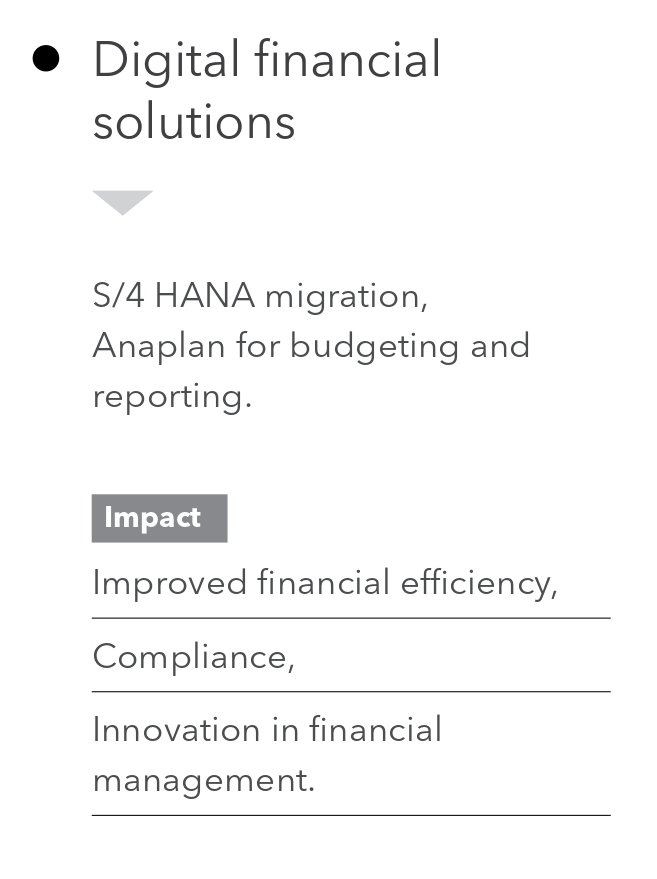 Digital financial
solutions
S/4 HANA migration,
Anaplan for budgeting and
reporting.
Impact
Improved financial efficiency,
Compliance,
Innovation in financial
management.